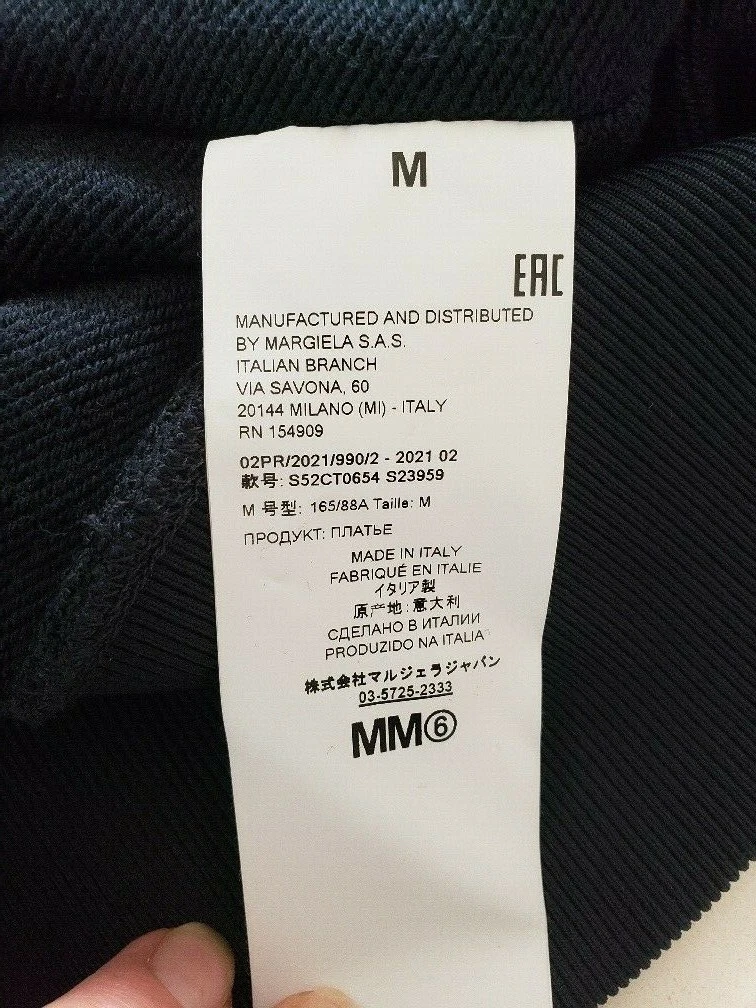 M
EAC
MANUFACTURED AND DISTRIBUTED
BY MARGIELA S.A.S.
ITALIAN BRANCH
VIA SAVONA, 60
20144 MILANO (MI) - ITALY
RN 154909
02PR/2021/990/2 - 2021 02
款号: S52CT0654 S23959
M 号型: 165/88A Taille: M
ПРОДУКТ: ПЛАТЬЕ
MADE IN ITALY
FABRIQUÉ EN ITALIE
イタリア製
原产地:意大利
СДЕЛАНО В ИТАЛИИ
PRODUZIDO NA ITALIA
株式会社マルジェラジャパン
03-5725-2333
MM⑥